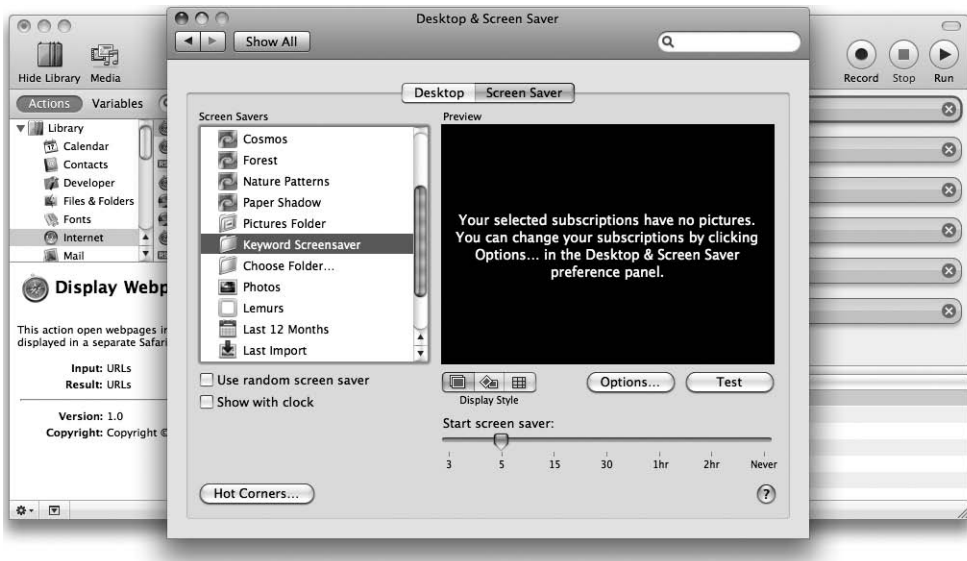 Desktop & Screen Saver
Show All
Hide Library Media
Record Stop Run
Actions Variables
Library
Calendar
Contacts
Developer
Files & Folders
Fonts
Internet
Mail
Display Webp
This action open webpages in
displayed in a separate Safari
Input: URLs
Result: URLs
Version: 1.0
Copyright: Copyright ©
Desktop Screen Saver
Screen Savers
Cosmos
Forest
Nature Patterns
Paper Shadow
Pictures Folder
Keyword Screensaver
Choose Folder...
Photos
Lemurs
Last 12 Months
Last Import
Use random screen saver
Show with clock
Hot Corners...
Preview
Your selected subscriptions have no pictures.
You can change your subscriptions by clicking
Options... in the Desktop & Screen Saver
preference panel.
Display Style
Options... Test
Start screen saver:
3 5 15 30 1hr 2hr Never
?